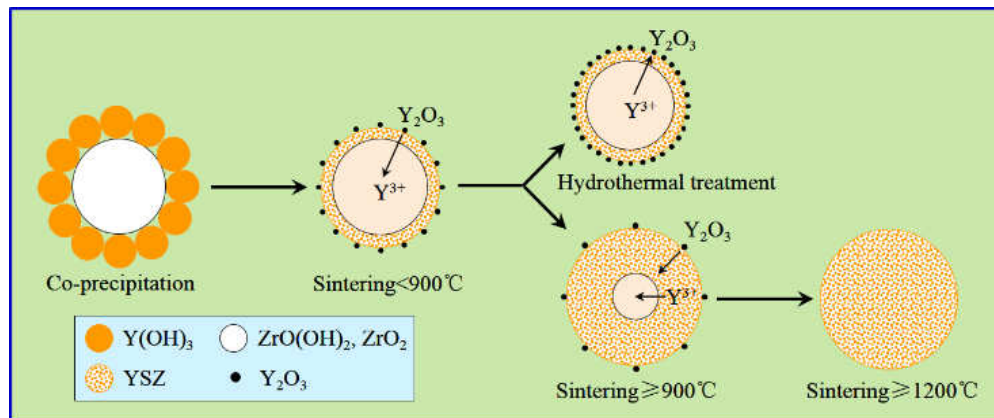 Co-precipitation
Y₂O₃
Y³⁺
Sintering<900℃
Y₂O₃
Y³⁺
Hydrothermal treatment
Y₂O₃
Y³⁺
Sintering≥900℃
Sintering≥1200℃
Y(OH)₃
ZrO(OH)₂, ZrO₂
YSZ
Y₂O₃